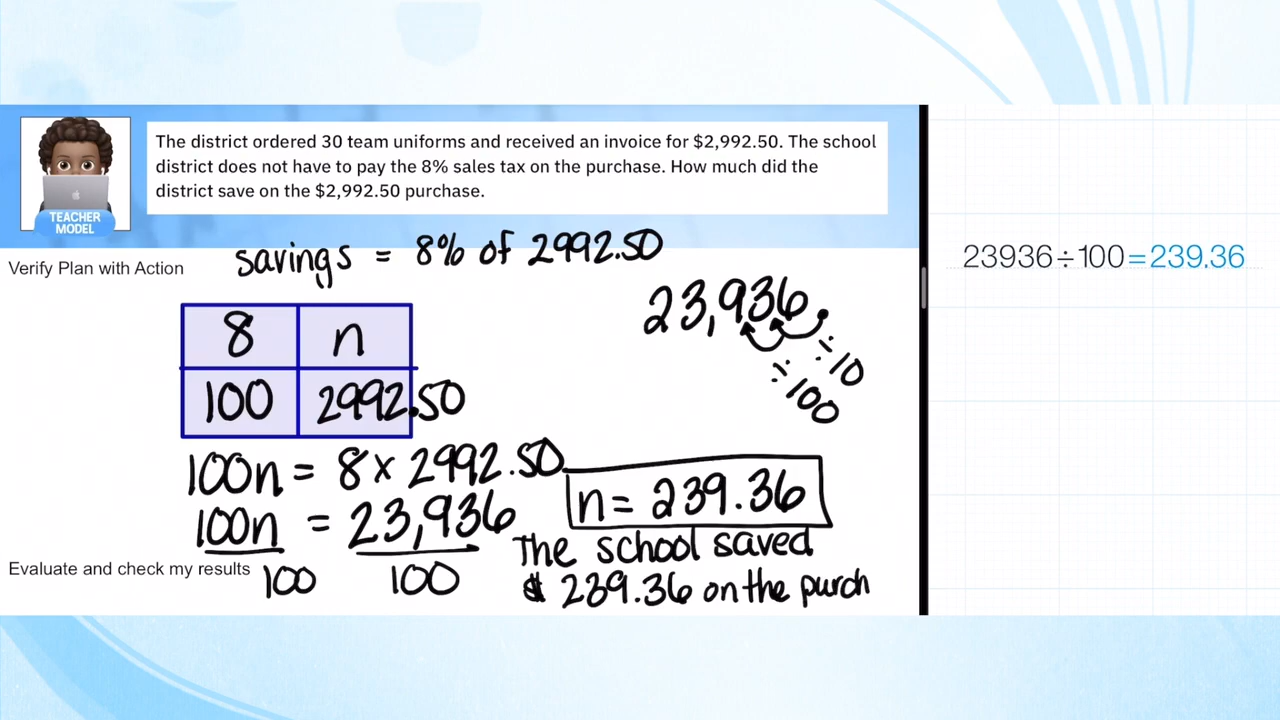 The district ordered 30 team uniforms and received an invoice for $2,992.50. The school
district does not have to pay the 8% sales tax on the purchase. How much did the
district save on the $2,992.50 purchase.
TEACHER
MODEL
savings = 8% of 2992.50
Verify Plan with Action
23936÷100=239.36
23,936
÷10
÷100
8 n
100 2992.50
100n = 8 x 2992.50
n = 239.36
100n = 23,936
100 100
The school saved
$ 239.36 on the purch
Evaluate and check my results